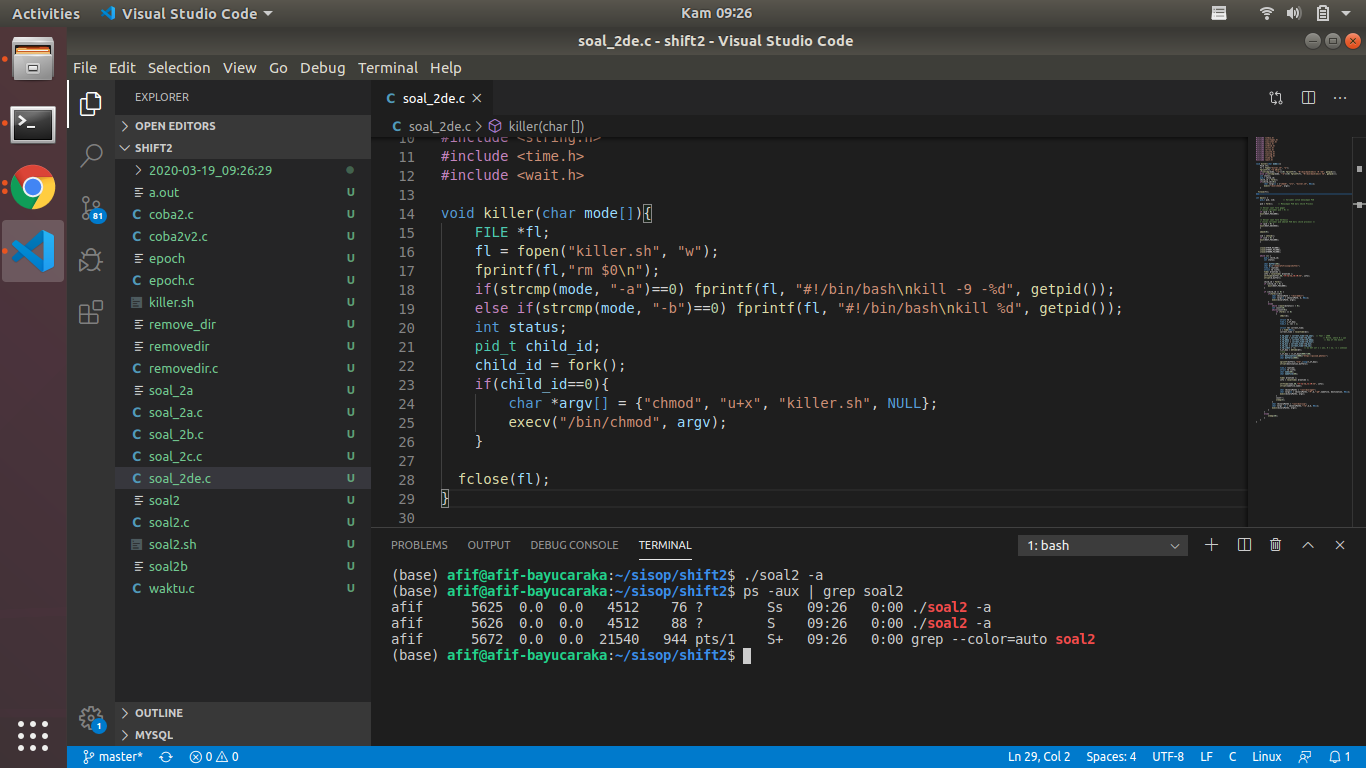 Activities Visual Studio Code Kam 09:26
soal_2de.c - shift2 - Visual Studio Code
File Edit Selection View Go Debug Terminal Help
EXPLORER
OPEN EDITORS
SHIFT2
2020-03-19_09:26:29
a.out U
coba2.c U
coba2v2.c U
epoch U
epoch.c U
killer.sh U
remove_dir U
removedir U
removedir.c U
soal_2a U
soal_2a.c U
soal_2b.c U
soal_2c.c U
soal_2de.c U
soal2 U
soal2.c U
soal2.sh U
soal2b U
waktu.c U
OUTLINE
MYSQL
81
1
soal_2de.c
soal_2de.c > killer(char [])
10 #include <string.h>
11 #include <time.h>
12 #include <wait.h>
13
14 void killer(char mode[]){
15 FILE *fl;
16 fl = fopen("killer.sh", "w");
17 fprintf(fl,"rm $0\n");
18 if(strcmp(mode, "-a")==0) fprintf(fl, "#!/bin/bash\nkill -9 -%d", getpid());
19 else if(strcmp(mode, "-b")==0) fprintf(fl, "#!/bin/bash\nkill %d", getpid());
20 int status;
21 pid_t child_id;
22 child_id = fork();
23 if(child_id==0){
24 char *argv[] = {"chmod", "u+x", "killer.sh", NULL};
25 execv("/bin/chmod", argv);
26 }
27
28 fclose(fl);
29 }
30
PROBLEMS OUTPUT DEBUG CONSOLE TERMINAL 1: bash
(base) afif@afif-bayucaraka:~/sisop/shift2$ ./soal2 -a
(base) afif@afif-bayucaraka:~/sisop/shift2$ ps -aux | grep soal2
afif 5625 0.0 0.0 4512 76 ? Ss 09:26 0:00 ./soal2 -a
afif 5626 0.0 0.0 4512 88 ? S 09:26 0:00 ./soal2 -a
afif 5672 0.0 0.0 21540 944 pts/1 S+ 09:26 0:00 grep --color=auto soal2
(base) afif@afif-bayucaraka:~/sisop/shift2$
master* 0 0 Ln 29, Col 2 Spaces: 4 UTF-8 LF C Linux 1